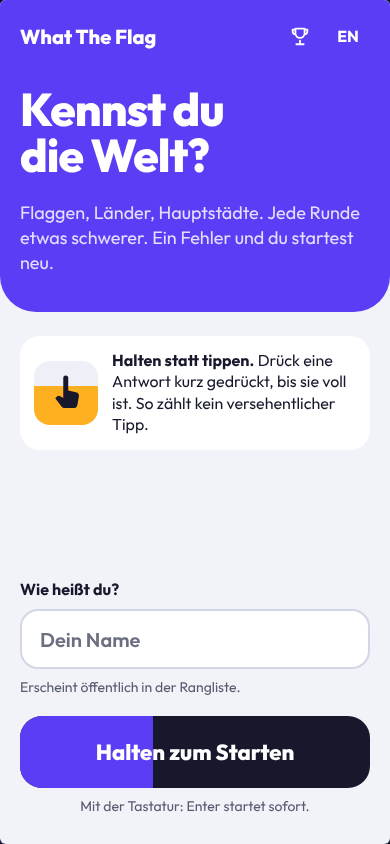 What The Flag
EN
Kennst du
die Welt?
Flaggen, Länder, Hauptstädte. Jede Runde
etwas schwerer. Ein Fehler und du startest
neu.
Halten statt tippen. Drück eine
Antwort kurz gedrückt, bis sie voll
ist. So zählt kein versehentlicher
Tipp.
Wie heißt du?
Dein Name
Erscheint öffentlich in der Rangliste.
Halten zum Starten
Mit der Tastatur: Enter startet sofort.